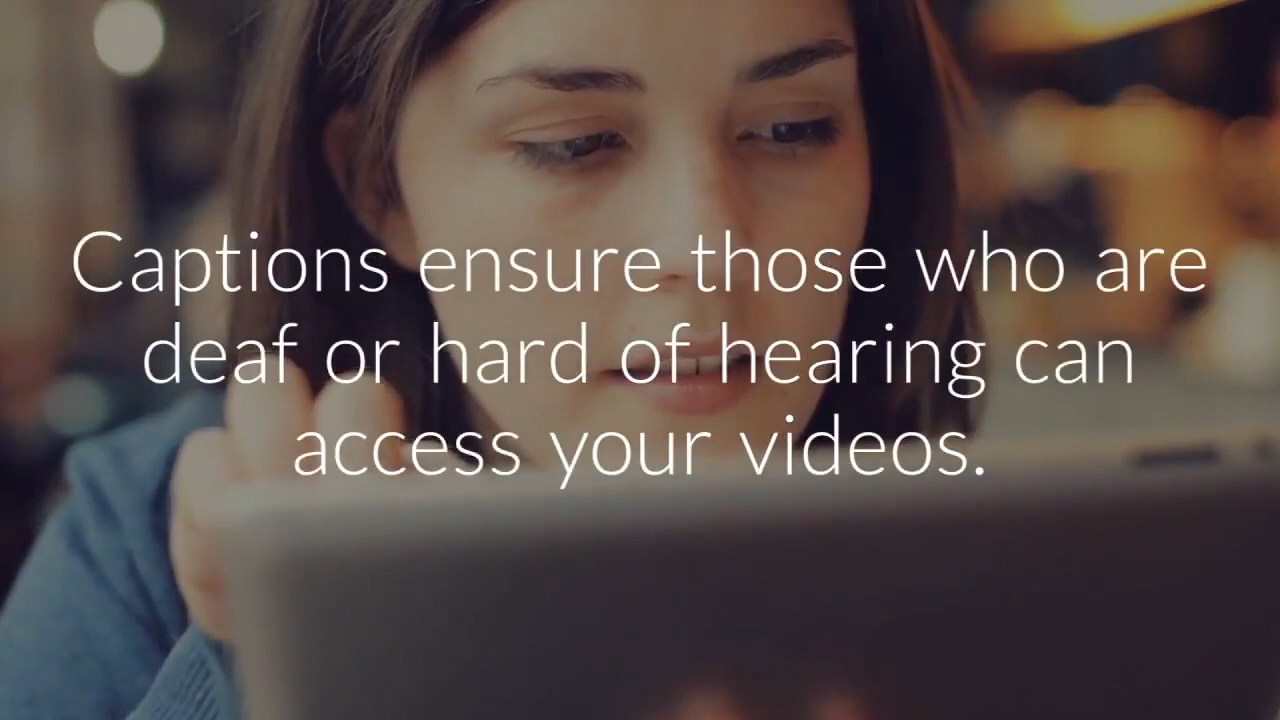 Captions ensure those who are
deaf or hard of hearing can
access your videos.